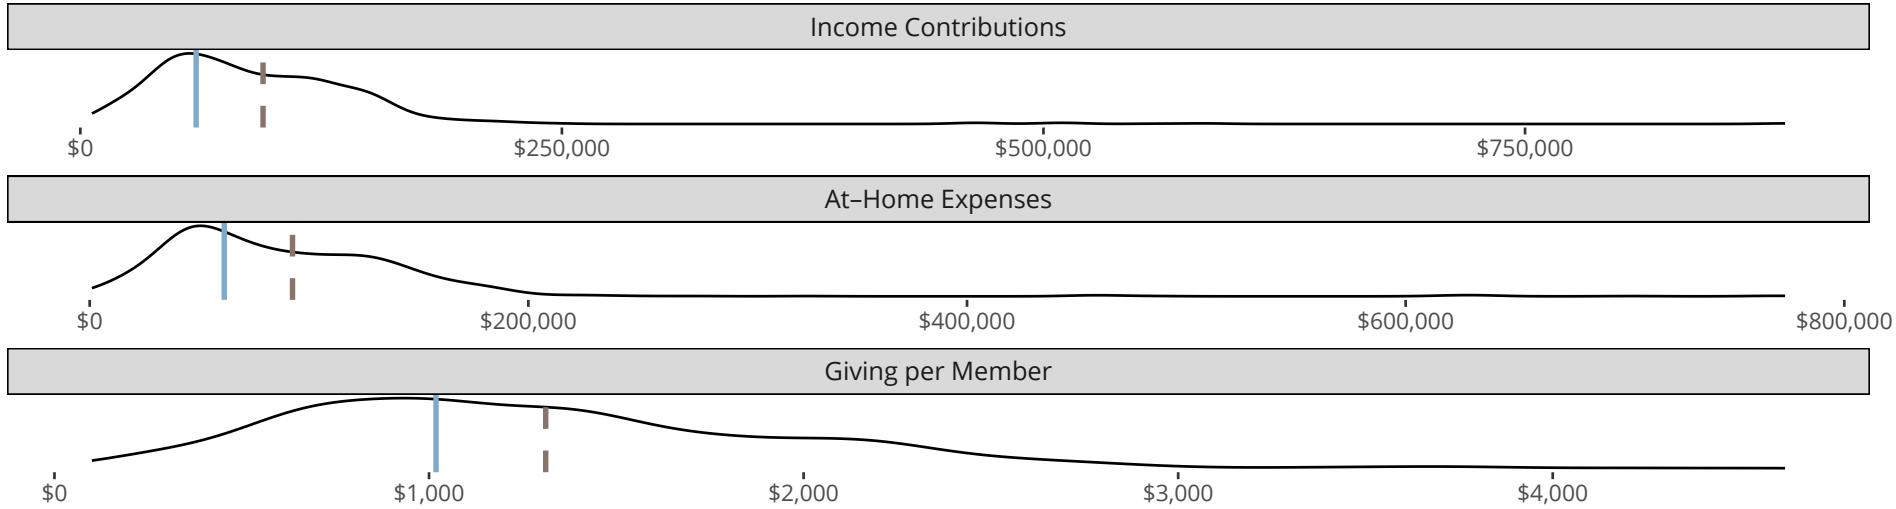 Income Contributions
$0 $250,000 $500,000 $750,000
At–Home Expenses
$0 $200,000 $400,000 $600,000 $800,000
Giving per Member
$0 $1,000 $2,000 $3,000 $4,000